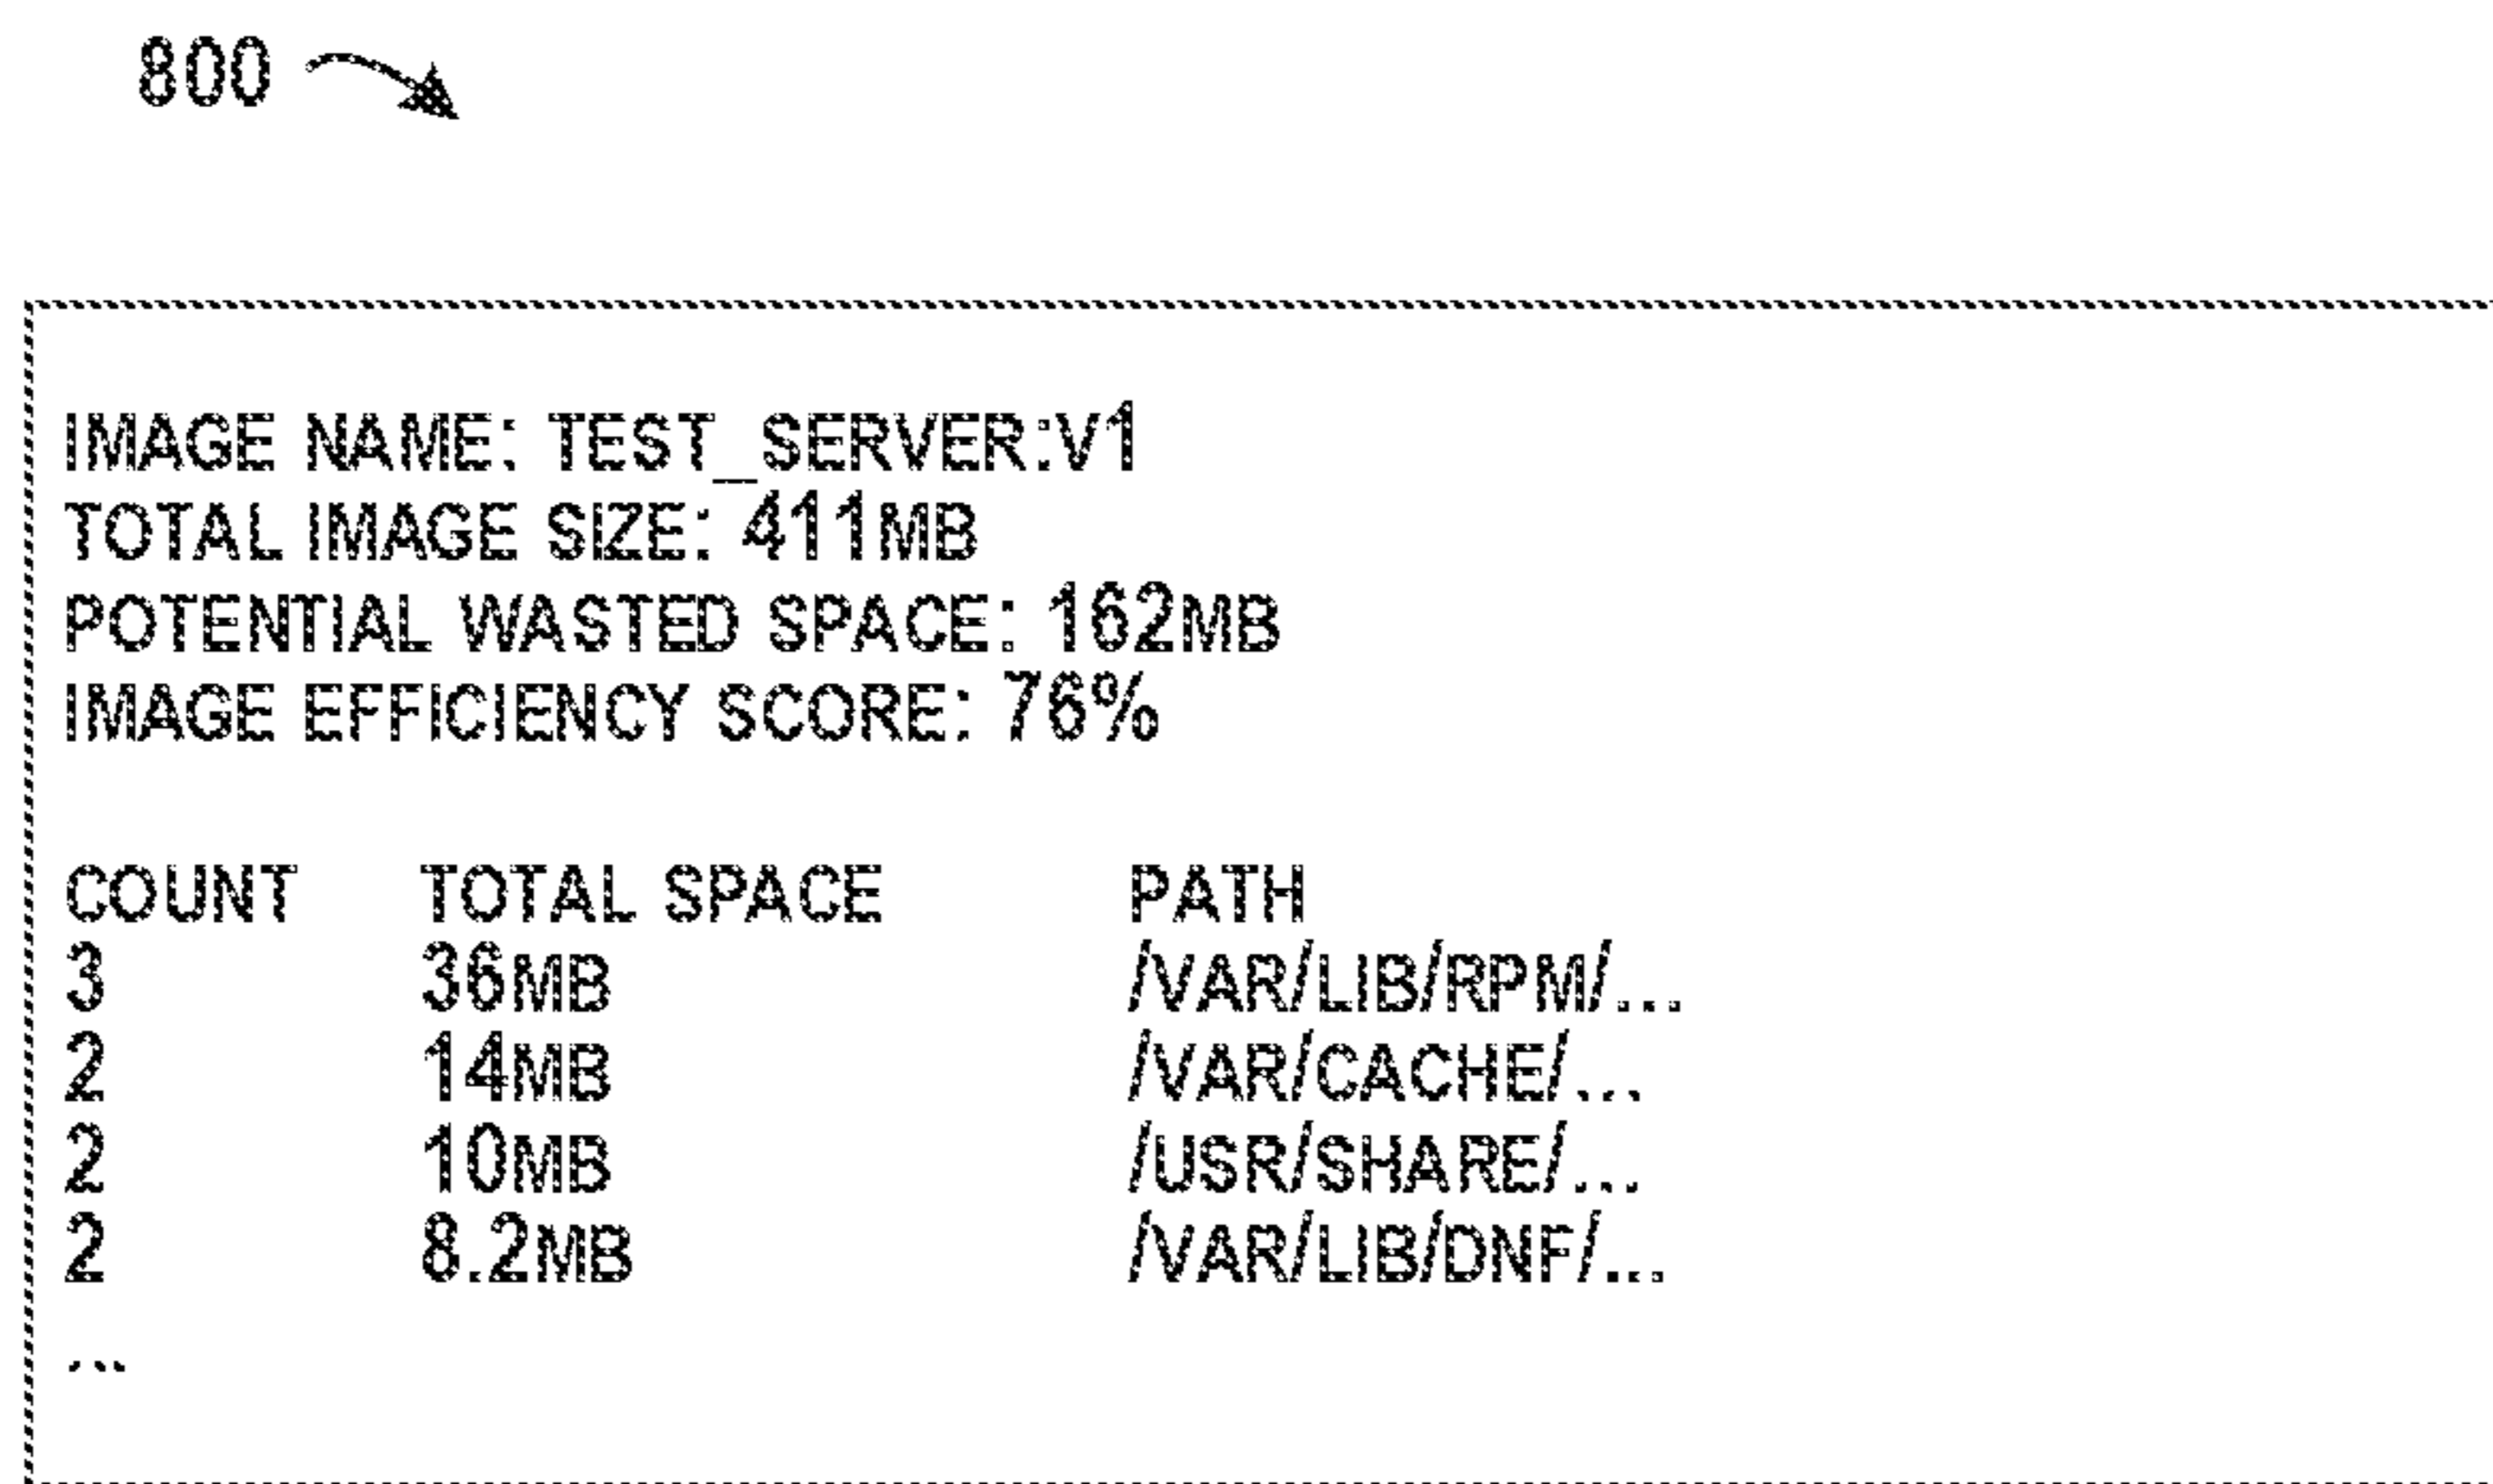 800
IMAGE NAME: TEST_SERVER:V1
TOTAL IMAGE SIZE: 411MB
POTENTIAL WASTED SPACE: 162MB
IMAGE EFFICIENCY SCORE: 76%
COUNT TOTAL SPACE PATH
3 36MB /VAR/LIB/RPM/...
2 14MB /VAR/CACHE/...
2 10MB /USR/SHARE/...
2 8.2MB /VAR/LIB/DNF/...
...